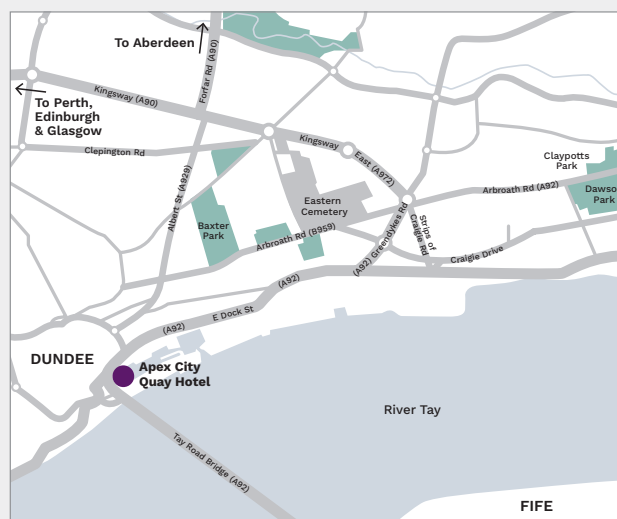 To Aberdeen
Forfar Rd (A90)
To Perth,
Edinburgh
& Glasgow
Kingsway (A90)
Kingsway
East (A972)
Clepington Rd
Claypotts
Park
Albert St (A929)
Eastern
Cemetery
Arbroath Rd (A92)
Dawso
Park
Baxter
Park
Arbroath Rd (B959)
(A92) Greendykes Rd
Strips of
Craigie Rd
Craigie Drive
(A92)
E Dock St
(A92)
DUNDEE
Apex City
Quay Hotel
River Tay
Tay Road Bridge (A92)
FIFE